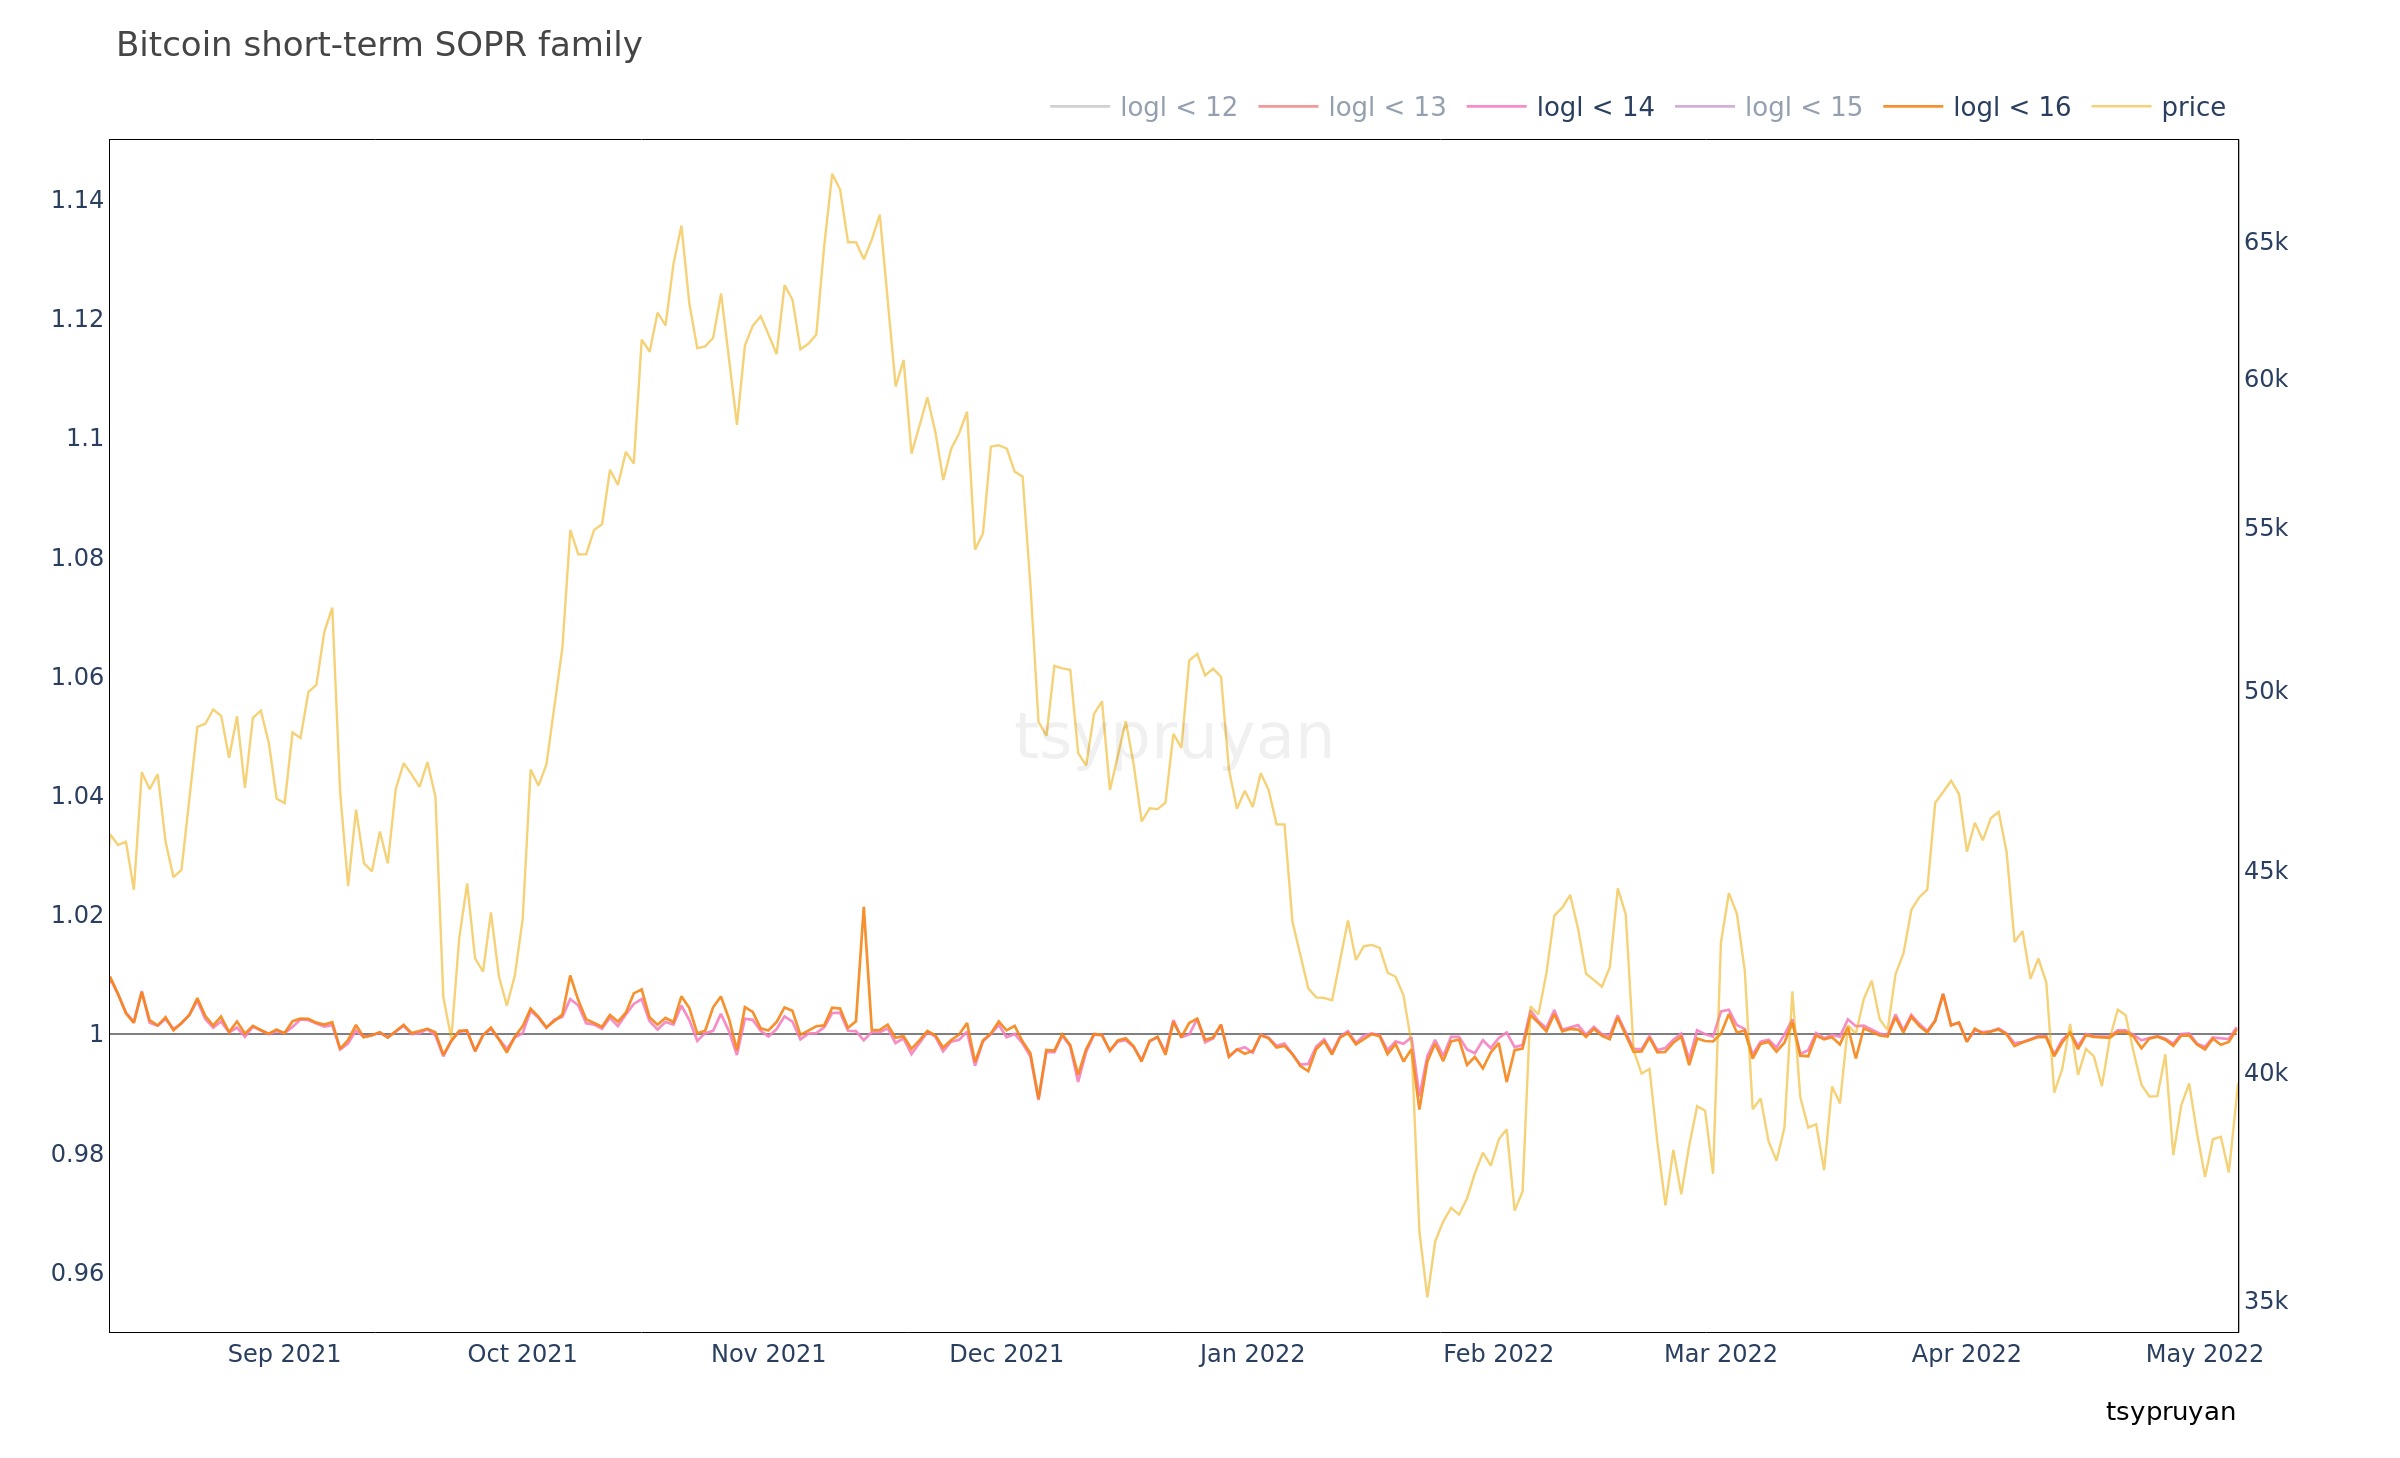 Bitcoin short-term SOPR family
logl < 12 logl < 13 logl < 14 logl < 15 logl < 16 price
1.14
1.12
1.1
1.08
1.06
1.04
1.02
1
0.98
0.96
65k
60k
55k
50k
45k
40k
35k
tsypruyan
Sep 2021 Oct 2021 Nov 2021 Dec 2021 Jan 2022 Feb 2022 Mar 2022 Apr 2022 May 2022
tsypruyan